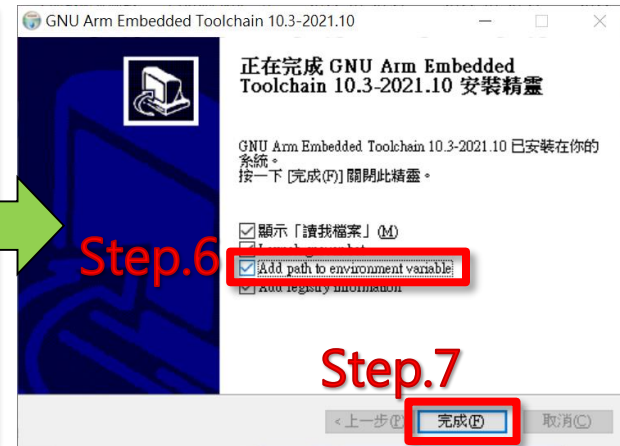 GNU Arm Embedded Toolchain 10.3-2021.10
正在完成 GNU Arm Embedded
Toolchain 10.3-2021.10 安裝精靈
GNU Arm Embedded Toolchain 10.3-2021.10 已安裝在你的
系統。
按一下 [完成(F)] 關閉此精靈。
顯示「讀我檔案」(M)
Step.6
Add path to environment variable
Add registry information
Step.7
<上一步(P) 完成(F) 取消(C)